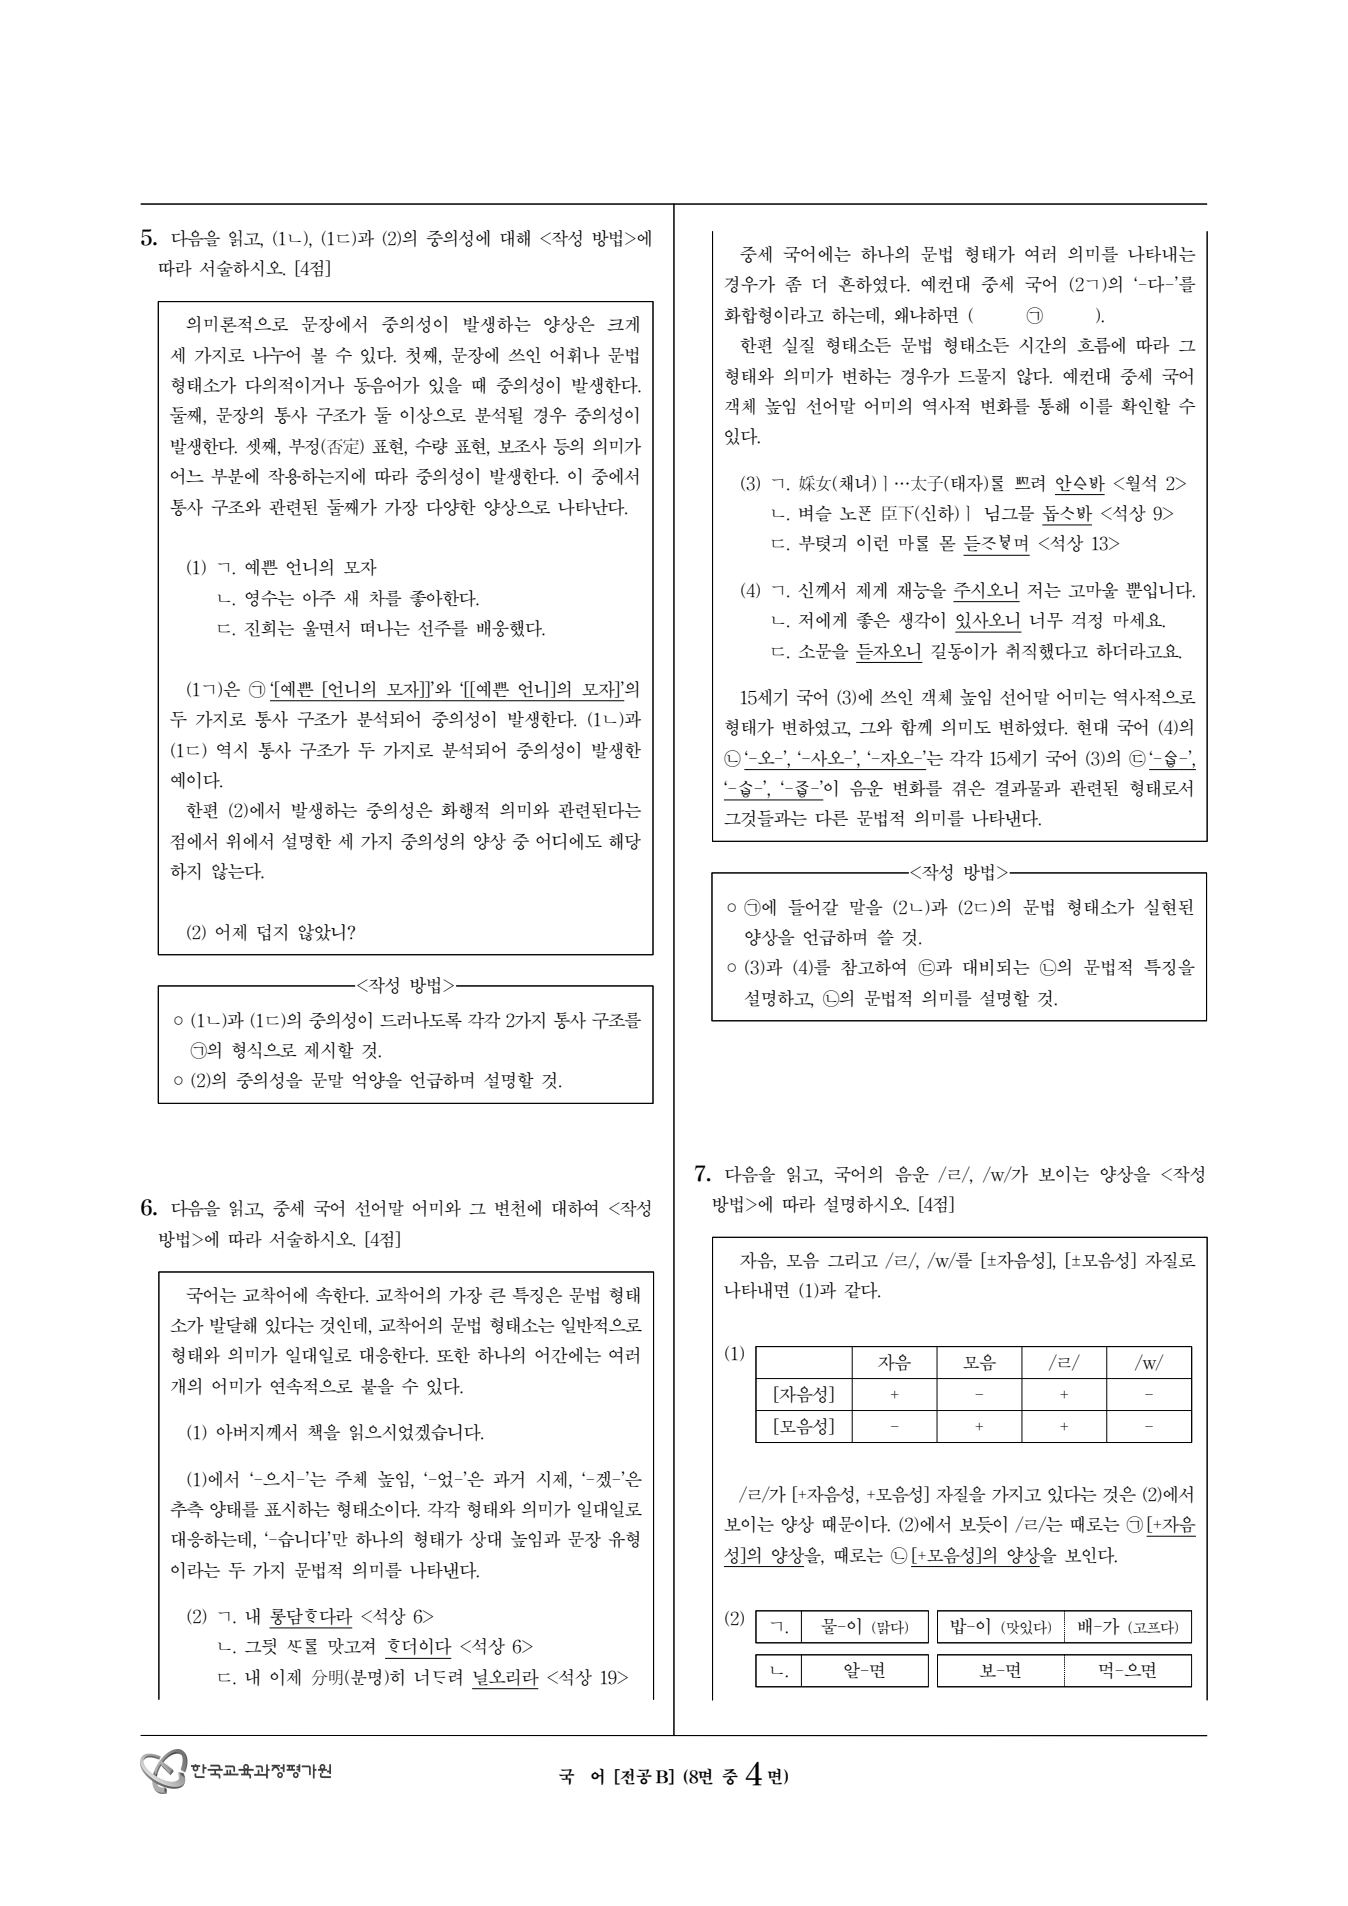 5. 다음을 읽고, (1ㄴ), (1ㄷ)과 (2)의 중의성에 대해 <작성 방법>에
따라 서술하시오. [4점]
의미론적으로 문장에서 중의성이 발생하는 양상은 크게
세 가지로 나누어 볼 수 있다. 첫째, 문장에 쓰인 어휘나 문법
형태소가 다의적이거나 동음어가 있을 때 중의성이 발생한다.
둘째, 문장의 통사 구조가 둘 이상으로 분석될 경우 중의성이
발생한다. 셋째, 부정(否定) 표현, 수량 표현, 보조사 등의 의미가
어느 부분에 작용하는지에 따라 중의성이 발생한다. 이 중에서
통사 구조와 관련된 둘째가 가장 다양한 양상으로 나타난다.
(1) ㄱ. 예쁜 언니의 모자
ㄴ. 영수는 아주 새 차를 좋아한다.
ㄷ. 진희는 울면서 떠나는 선주를 배웅했다.
(1ㄱ)은 ㉠ ‘[예쁜 [언니의 모자]]’와 ‘[[예쁜 언니]의 모자]’의
두 가지로 통사 구조가 분석되어 중의성이 발생한다. (1ㄴ)과
(1ㄷ) 역시 통사 구조가 두 가지로 분석되어 중의성이 발생한
예이다.
한편 (2)에서 발생하는 중의성은 화행적 의미와 관련된다는
점에서 위에서 설명한 세 가지 중의성의 양상 중 어디에도 해당
하지 않는다.
(2) 어제 덥지 않았니?
<작성 방법>
○ (1ㄴ)과 (1ㄷ)의 중의성이 드러나도록 각각 2가지 통사 구조를
㉠의 형식으로 제시할 것.
○ (2)의 중의성을 문말 억양을 언급하며 설명할 것.
6. 다음을 읽고, 중세 국어 선어말 어미와 그 변천에 대하여 <작성
방법>에 따라 서술하시오. [4점]
국어는 교착어에 속한다. 교착어의 가장 큰 특징은 문법 형태
소가 발달해 있다는 것인데, 교착어의 문법 형태소는 일반적으로
형태와 의미가 일대일로 대응한다. 또한 하나의 어간에는 여러
개의 어미가 연속적으로 붙을 수 있다.
(1) 아버지께서 책을 읽으시었겠습니다.
(1)에서 ‘-으시-’는 주체 높임, ‘-었-’은 과거 시제, ‘-겠-’은
추측 양태를 표시하는 형태소이다. 각각 형태와 의미가 일대일로
대응하는데, ‘-습니다’만 하나의 형태가 상대 높임과 문장 유형
이라는 두 가지 문법적 의미를 나타낸다.
(2) ㄱ. 내 롱담ᄒᆞ다라 <석상 6>
ㄴ. 그딋 ᄯᆞᄅᆞᆯ 맛고져 ᄒᆞ더이다 <석상 6>
ㄷ. 내 이제 分明(분명)히 너ᄃᆞ려 닐오리라 <석상 19>
중세 국어에는 하나의 문법 형태가 여러 의미를 나타내는
경우가 좀 더 흔하였다. 예컨대 중세 국어 (2ㄱ)의 ‘-다-’를
화합형이라고 하는데, 왜냐하면 ( ㉠ ).
한편 실질 형태소든 문법 형태소든 시간의 흐름에 따라 그
형태와 의미가 변하는 경우가 드물지 않다. 예컨대 중세 국어
객체 높임 선어말 어미의 역사적 변화를 통해 이를 확인할 수
있다.
(3) ㄱ. 婇女(채녀)ㅣ…太子(태자)ᄅᆞᆯ ᄢᅳ려 안ᅀᆞᄫᅡ <월석 2>
ㄴ. 벼슬 노ᄑᆞᆫ 臣下(신하)ㅣ 님그믈 돕ᄉᆞᄫᅡ <석상 9>
ㄷ. 부텻긔 이런 마ᄅᆞᆯ 몯 듣ᄌᆞᄫᆞ며 <석상 13>
(4) ㄱ. 신께서 제게 재능을 주시오니 저는 고마울 뿐입니다.
ㄴ. 저에게 좋은 생각이 있사오니 너무 걱정 마세요.
ㄷ. 소문을 듣자오니 길동이가 취직했다고 하더라고요.
15세기 국어 (3)에 쓰인 객체 높임 선어말 어미는 역사적으로
형태가 변하였고, 그와 함께 의미도 변하였다. 현대 국어 (4)의
㉡ ‘-오-’, ‘-사오-’, ‘-자오-’는 각각 15세기 국어 (3)의 ㉢ ‘-ᅀᆞᆸ-’,
‘-ᄉᆞᆸ-’, ‘-ᄌᆞᆸ-’이 음운 변화를 겪은 결과물과 관련된 형태로서
그것들과는 다른 문법적 의미를 나타낸다.
<작성 방법>
○ ㉠에 들어갈 말을 (2ㄴ)과 (2ㄷ)의 문법 형태소가 실현된
양상을 언급하며 쓸 것.
○ (3)과 (4)를 참고하여 ㉢과 대비되는 ㉡의 문법적 특징을
설명하고, ㉡의 문법적 의미를 설명할 것.
7. 다음을 읽고, 국어의 음운 /ㄹ/, /w/가 보이는 양상을 <작성
방법>에 따라 설명하시오. [4점]
자음, 모음 그리고 /ㄹ/, /w/를 [±자음성], [±모음성] 자질로
나타내면 (1)과 같다.
(1) 자음 모음 /ㄹ/ /w/
[자음성] + - + -
[모음성] - + + -
/ㄹ/가 [+자음성, +모음성] 자질을 가지고 있다는 것은 (2)에서
보이는 양상 때문이다. (2)에서 보듯이 /ㄹ/는 때로는 ㉠ [+자음
성]의 양상을, 때로는 ㉡ [+모음성]의 양상을 보인다.
(2) ㄱ. 물-이 (맑다) 밥-이 (맛있다) 배-가 (고프다)
ㄴ. 알-면 보-면 먹-으면
한국교육과정평가원
국 어 [전공 B] (8면 중 4 면)